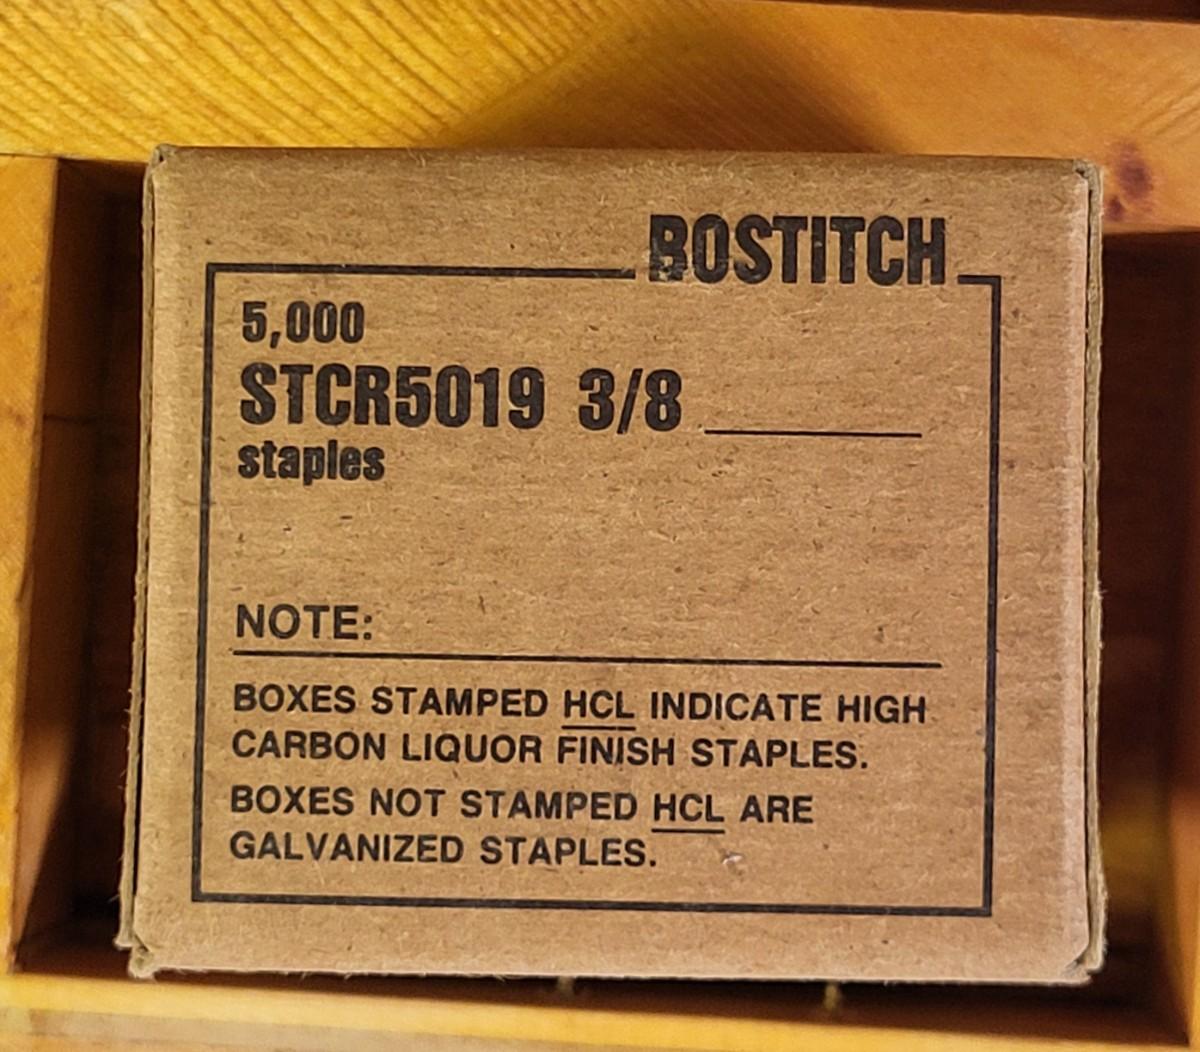 BOSTITCH
5,000
STCR5019 3/8
staples
NOTE:
BOXES STAMPED HCL INDICATE HIGH
CARBON LIQUOR FINISH STAPLES.
BOXES NOT STAMPED HCL ARE
GALVANIZED STAPLES.